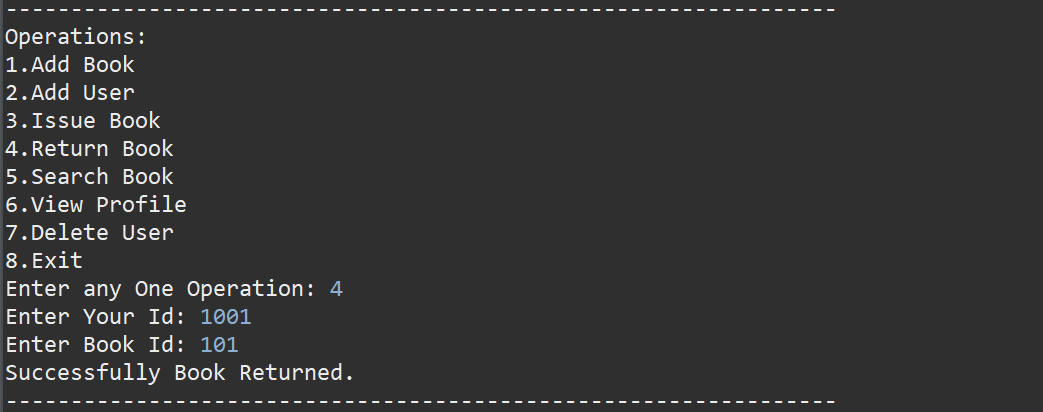 -----------------------------------------------------------------
Operations:
1.Add Book
2.Add User
3.Issue Book
4.Return Book
5.Search Book
6.View Profile
7.Delete User
8.Exit
Enter any One Operation: 4
Enter Your Id: 1001
Enter Book Id: 101
Successfully Book Returned.
-----------------------------------------------------------------